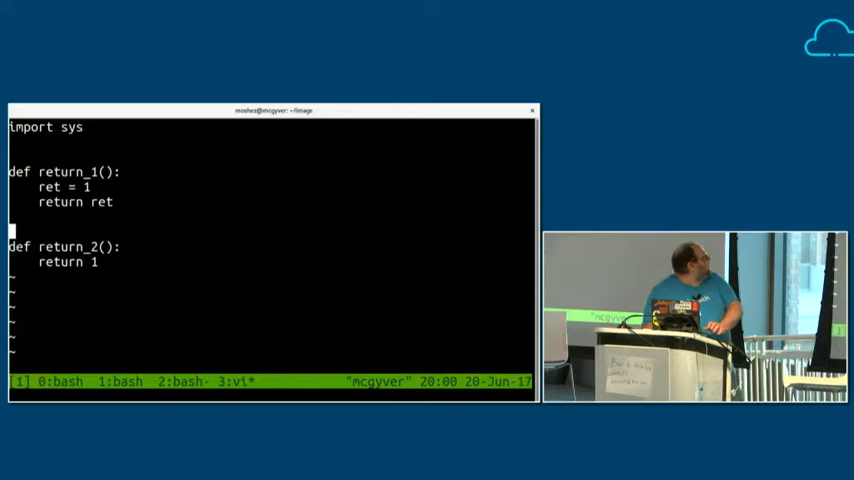 moshez@mcgyver: ~/image
×
import sys
def return_1():
    ret = 1
    return ret
def return_2():
    return 1
~
~
~
~
~
~
[1] 0:bash  1:bash  2:bash- 3:vi*            "mcgyver" 20:00 20-Jun-17
"mcgy